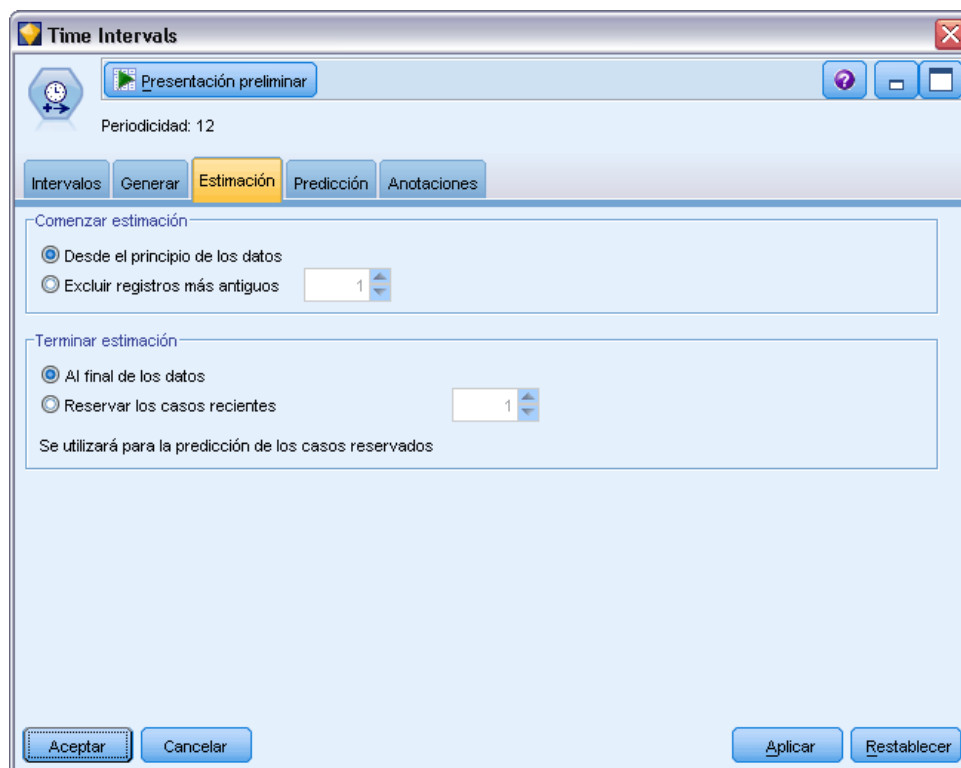 Time Intervals
Presentación preliminar
Periodicidad: 12
Intervalos Generar Estimación Predicción Anotaciones
Comenzar estimación
Desde el principio de los datos
Excluir registros más antiguos 1
Terminar estimación
Al final de los datos
Reservar los casos recientes 1
Se utilizará para la predicción de los casos reservados
Aceptar Cancelar Aplicar Restablecer